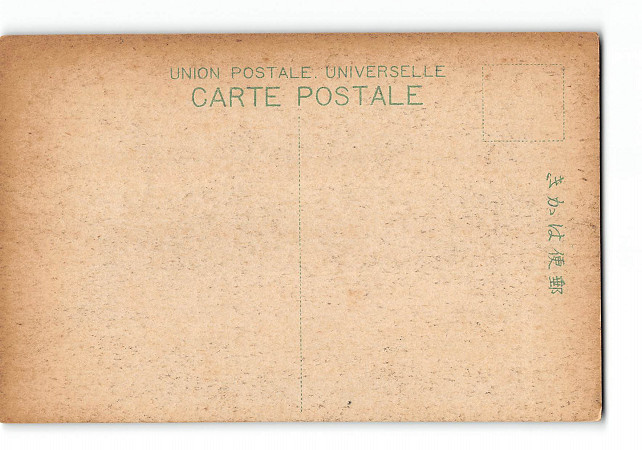 UNION POSTALE UNIVERSELLE
CARTE POSTALE
きかは便郵